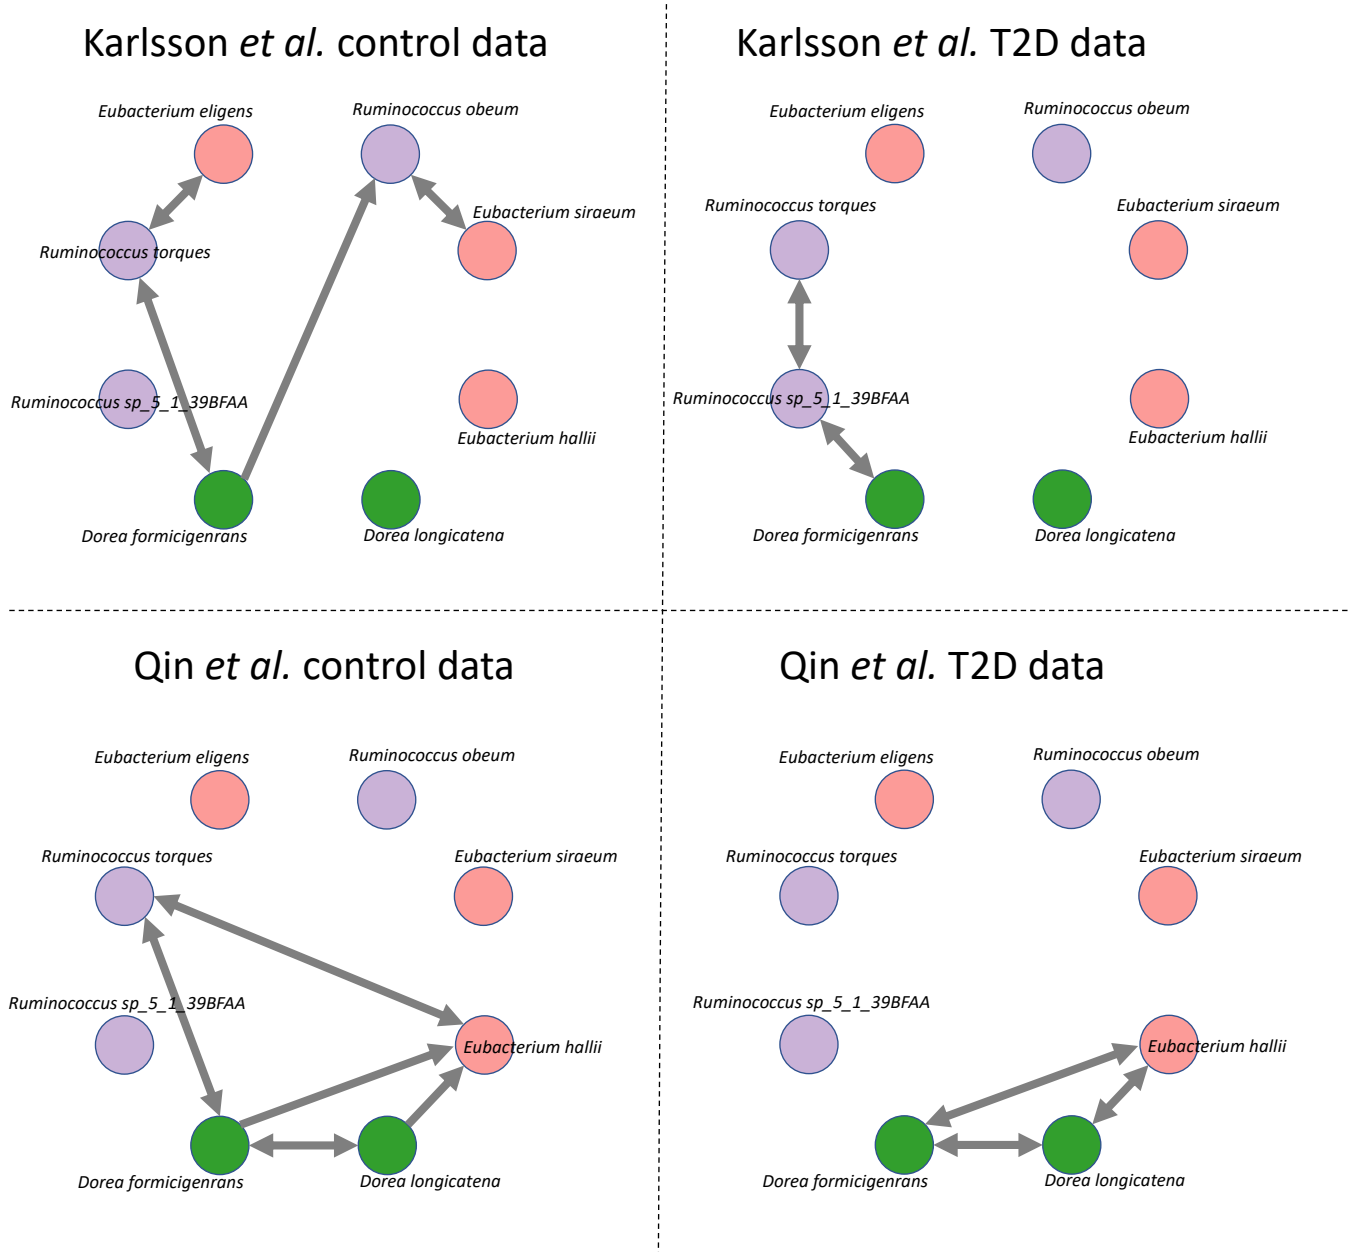 Karlsson et al. control data
Eubacterium eligens
Ruminococcus obeum
Eubacterium siraeum
Ruminococcus torques
Ruminococcus sp_5_1_39BFAA
Eubacterium hallii
Dorea formicigenrans
Dorea longicatena
Karlsson et al. T2D data
Eubacterium eligens
Ruminococcus obeum
Ruminococcus torques
Eubacterium siraeum
Ruminococcus sp_5_1_39BFAA
Eubacterium hallii
Dorea formicigenrans
Dorea longicatena
Qin et al. control data
Eubacterium eligens
Ruminococcus obeum
Ruminococcus torques
Eubacterium siraeum
Ruminococcus sp_5_1_39BFAA
Eubacterium hallii
Dorea formicigenrans
Dorea longicatena
Qin et al. T2D data
Eubacterium eligens
Ruminococcus obeum
Ruminococcus torques
Eubacterium siraeum
Ruminococcus sp_5_1_39BFAA
Eubacterium hallii
Dorea formicigenrans
Dorea longicatena